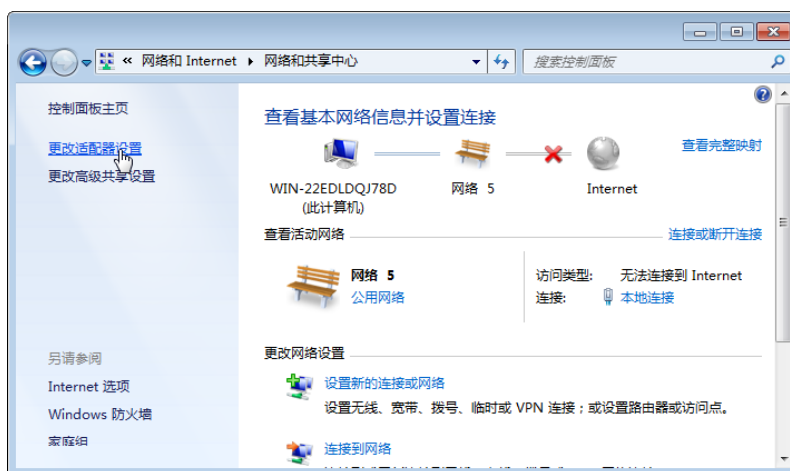 « 网络和 Internet ▸ 网络和共享中心
搜索控制面板
控制面板主页
更改适配器设置
更改高级共享设置
另请参阅
Internet 选项
Windows 防火墙
家庭组
查看基本网络信息并设置连接
查看完整映射
WIN-22EDLDQJ78D
(此计算机)
网络 5
Internet
查看活动网络
连接或断开连接
网络 5
公用网络
访问类型: 无法连接到 Internet
连接: 本地连接
更改网络设置
设置新的连接或网络
设置无线、宽带、拨号、临时或 VPN 连接；或设置路由器或访问点。
连接到网络